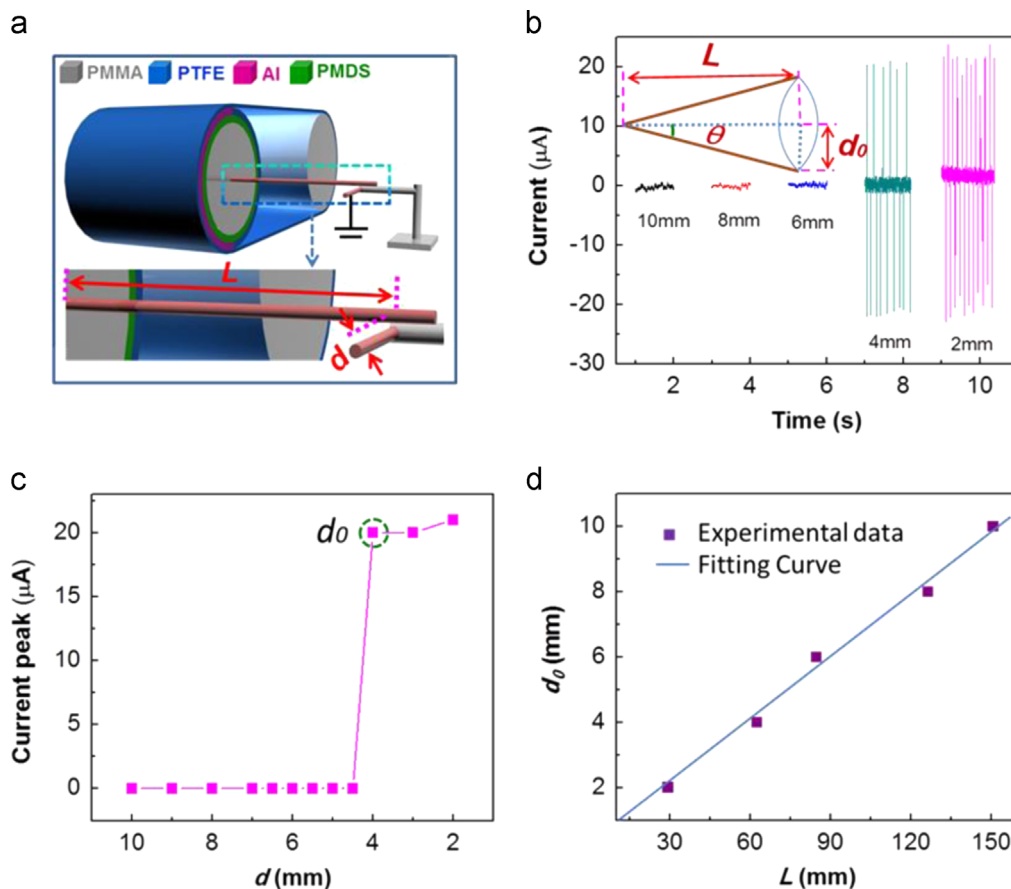 a
PMMA PTFE Al PMDS
L
d
b
Current (μA)
30
20
10
0
-10
-20
-30
L
θ
d₀
10mm 8mm 6mm
4mm 2mm
2 4 6 8 10
Time (s)
c
Current peak (μA)
20
15
10
5
0
d₀
10 8 6 4 2
d (mm)
d
d₀ (mm)
10
8
6
4
2
Experimental data
Fitting Curve
30 60 90 120 150
L (mm)